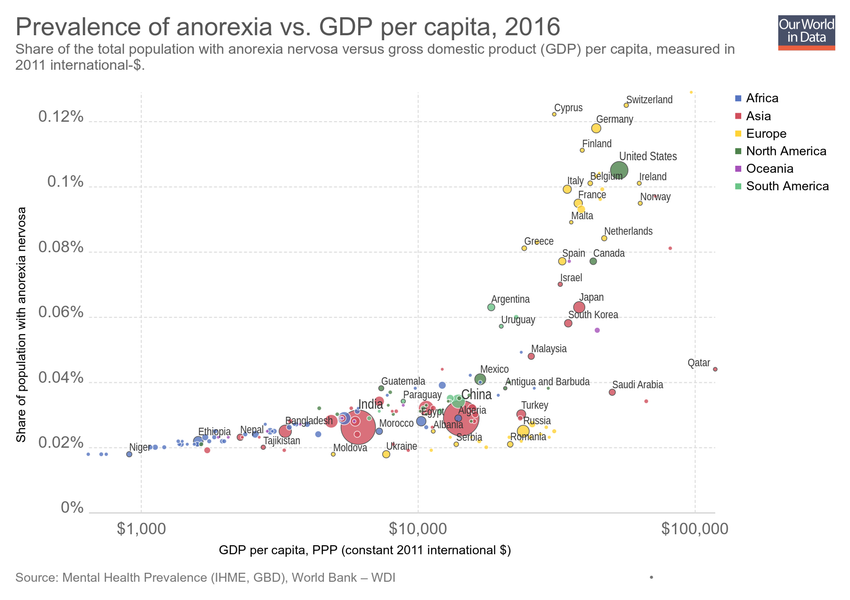 Prevalence of anorexia vs. GDP per capita, 2016
Our World
in Data
Share of the total population with anorexia nervosa versus gross domestic product (GDP) per capita, measured in
2011 international-$.
Africa
Asia
Europe
North America
Oceania
South America
Share of population with anorexia nervosa
0.12%
0.1%
0.08%
0.06%
0.04%
0.02%
0%
Switzerland
Cyprus
Germany
Finland
United States
Italy
Belgium
Ireland
France
Norway
Malta
Netherlands
Greece
Spain
Canada
Israel
Argentina
Japan
Uruguay
South Korea
Malaysia
Qatar
Mexico
Guatemala
Antigua and Barbuda
Saudi Arabia
Paraguay
China
India
Egypt
Algeria
Turkey
Bangladesh
Morocco
Albania
Russia
Ethiopia
Nepal
Serbia
Romania
Niger
Tajikistan
Moldova
Ukraine
$1,000
$10,000
$100,000
GDP per capita, PPP (constant 2011 international $)
Source: Mental Health Prevalence (IHME, GBD), World Bank – WDI